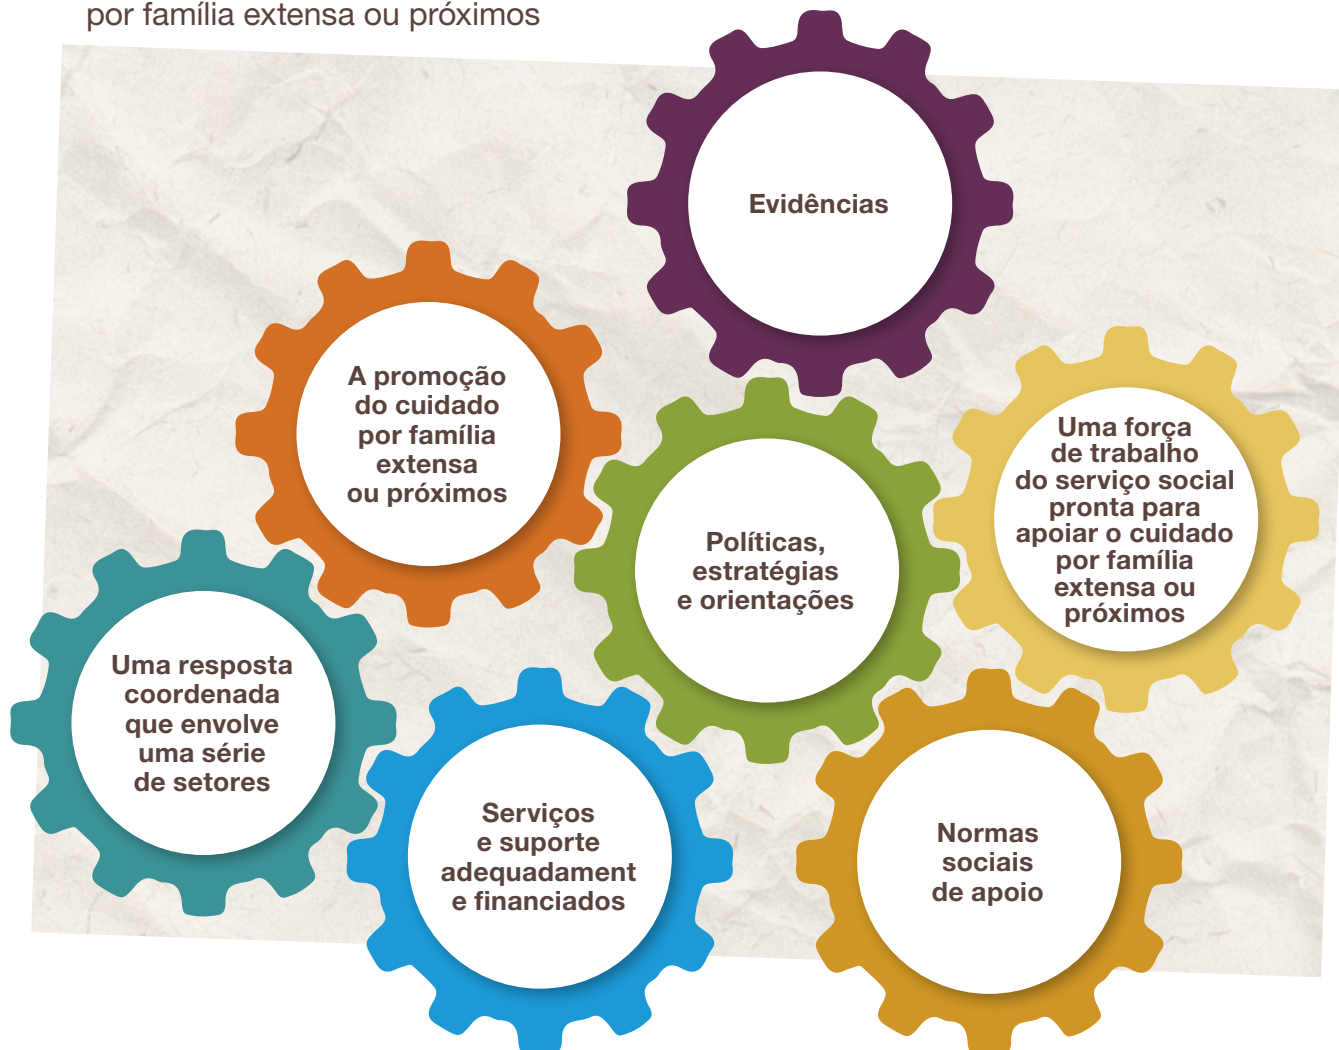 por família extensa ou próximos
Evidências
A promoção
do cuidado
por família
extensa
ou próximos
Uma força
de trabalho
do serviço social
pronta para
apoiar o cuidado
por família
extensa ou
próximos
Políticas,
estratégias
e orientações
Uma resposta
coordenada
que envolve
uma série
de setores
Serviços
e suporte
adequadament
e financiados
Normas
sociais
de apoio